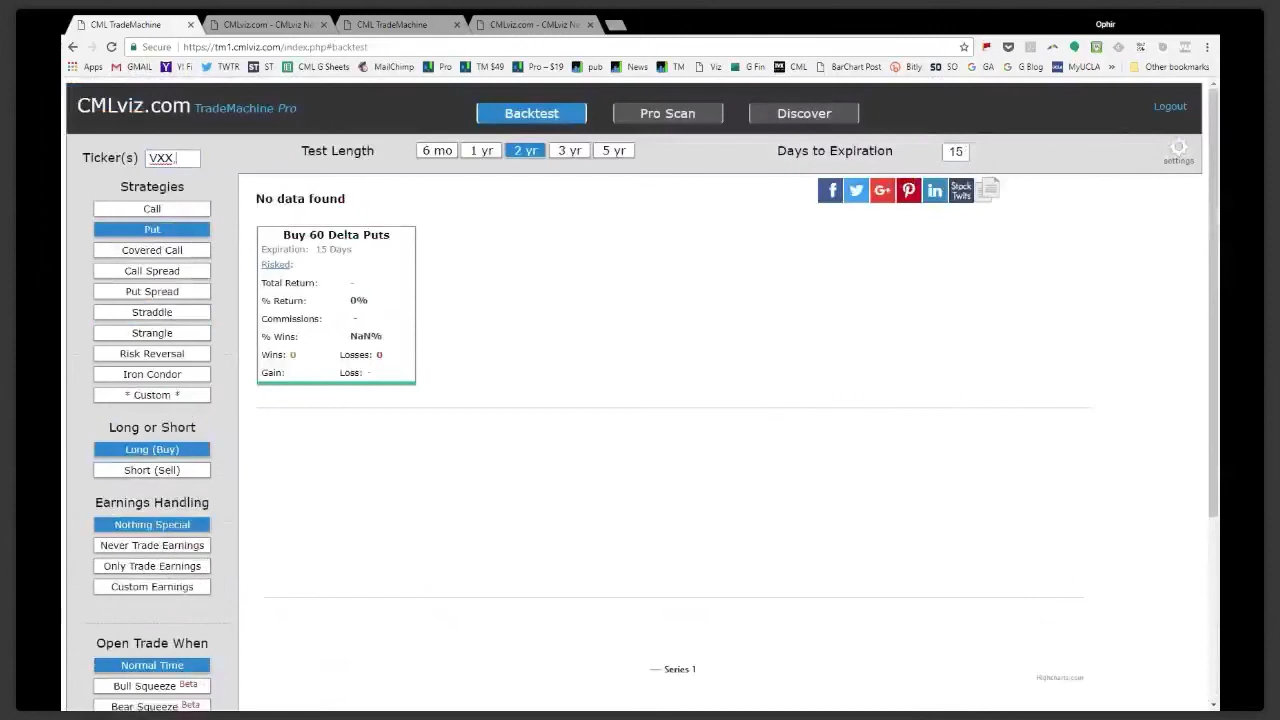 CML TradeMachine
CMLviz.com - CMLviz Ne
CML TradeMachine
CMLviz.com - CMLviz Ne
Ophir
Secure
https://tm1.cmlviz.com/index.php#backtest
Apps
GMAIL
Y! Fi
TWTR
ST
CML G Sheets
MailChimp
Pro
TM $49
Pro – $19
pub
News
TM
Viz
G Fin
CML
BarChart Post
Bitly
SO
GA
G Blog
MyUCLA
»
Other bookmarks
CMLviz.com TradeMachine Pro
Backtest
Pro Scan
Discover
Logout
Ticker(s)
VXX,
Test Length
6 mo
1 yr
2 yr
3 yr
5 yr
Days to Expiration
15
settings
Strategies
Call
Put
Covered Call
Call Spread
Put Spread
Straddle
Strangle
Risk Reversal
Iron Condor
* Custom *
Long or Short
Long (Buy)
Short (Sell)
Earnings Handling
Nothing Special
Never Trade Earnings
Only Trade Earnings
Custom Earnings
Open Trade When
Normal Time
Bull Squeeze Beta
Bear Squeeze Beta
No data found
Stock
Twits
Buy 60 Delta Puts
Expiration: 15 Days
Risked:
Total Return: -
% Return: 0%
Commissions: -
% Wins: NaN%
Wins: 0 Losses: 0
Gain: Loss: -
Series 1
Highcharts.com